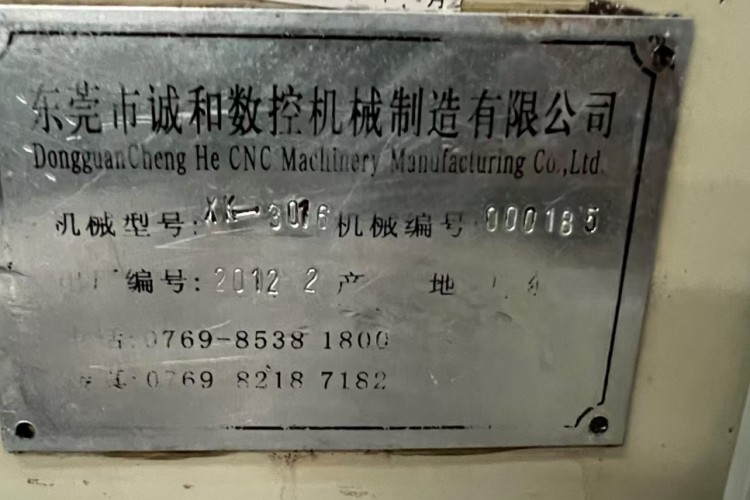 东莞市诚和数控机械制造有限公司
DongguanCheng He CNC Machinery Manufacturing Co.,Ltd.
机械型号: XK-3076 机械编号: 000185
编号: 2012 2 产 地
0769-8538 1800
0769 8218 7182